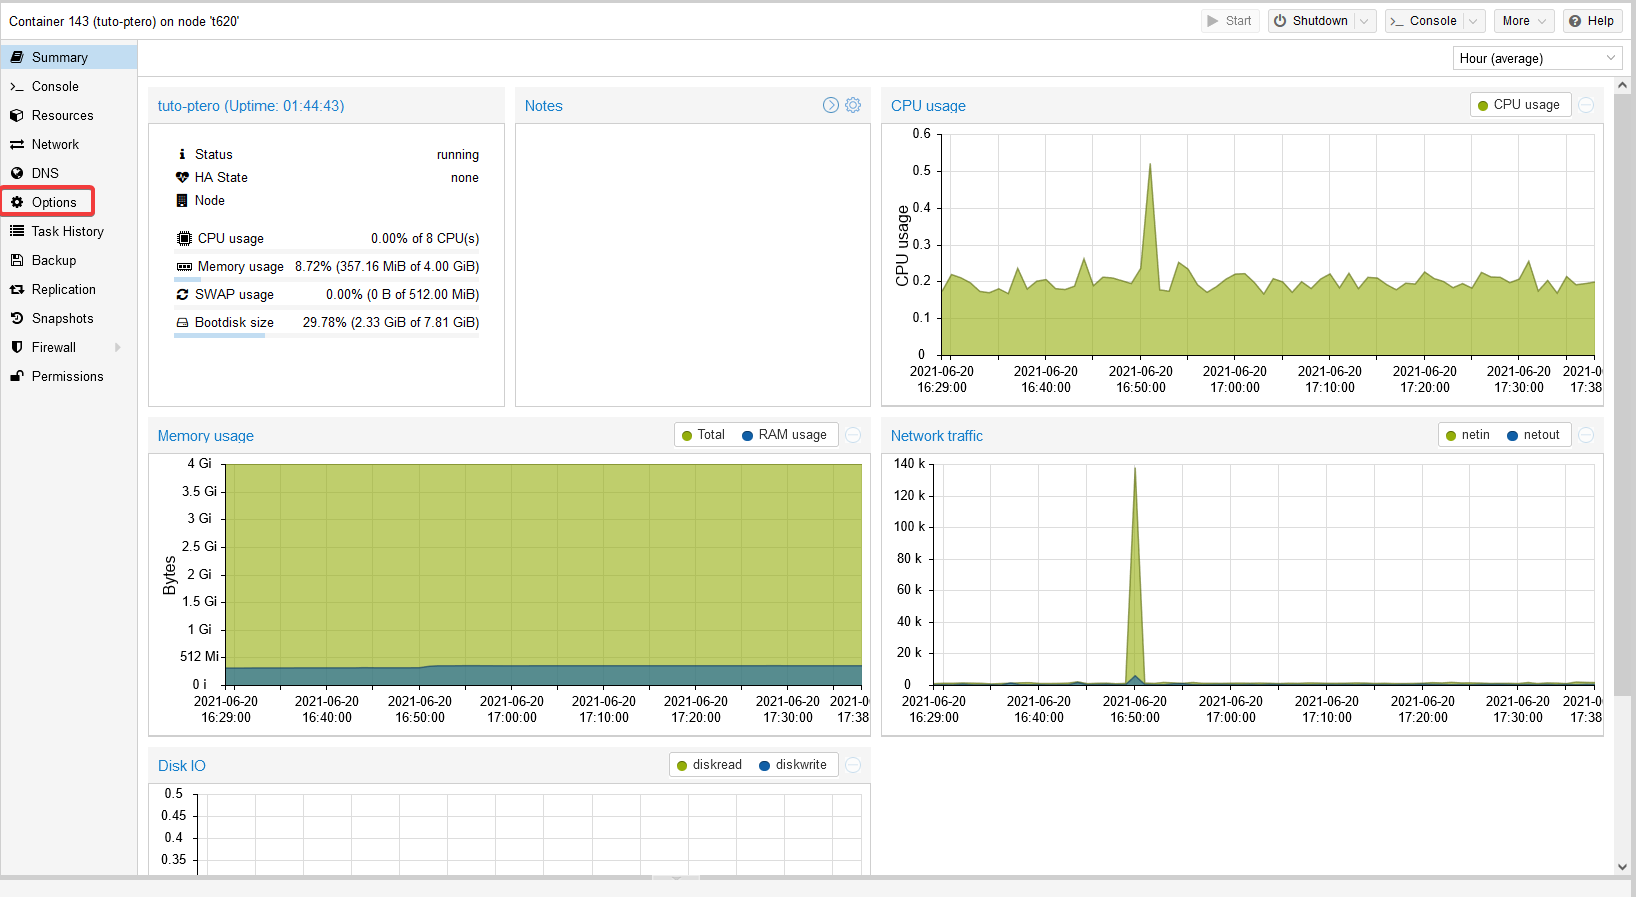 Container 143 (tuto-ptero) on node 't620'
Start
Shutdown
Console
More
Help
Summary
Console
Resources
Network
DNS
Options
Task History
Backup
Replication
Snapshots
Firewall
Permissions
Hour (average)
tuto-ptero (Uptime: 01:44:43)
Status running
HA State none
Node
CPU usage 0.00% of 8 CPU(s)
Memory usage 8.72% (357.16 MiB of 4.00 GiB)
SWAP usage 0.00% (0 B of 512.00 MiB)
Bootdisk size 29.78% (2.33 GiB of 7.81 GiB)
Notes
CPU usage
CPU usage
CPU usage
0.6
0.5
0.4
0.3
0.2
0.1
0
2021-06-20 2021-06-20 2021-06-20 2021-06-20 2021-06-20 2021-06-20 2021-06-20 2021-0
16:29:00 16:40:00 16:50:00 17:00:00 17:10:00 17:20:00 17:30:00 17:38
Memory usage
Total RAM usage
Bytes
4 Gi
3.5 Gi
3 Gi
2.5 Gi
2 Gi
1.5 Gi
1 Gi
512 Mi
0 i
2021-06-20 2021-06-20 2021-06-20 2021-06-20 2021-06-20 2021-06-20 2021-06-20 2021-0
16:29:00 16:40:00 16:50:00 17:00:00 17:10:00 17:20:00 17:30:00 17:38
Network traffic
netin netout
140 k
120 k
100 k
80 k
60 k
40 k
20 k
0
2021-06-20 2021-06-20 2021-06-20 2021-06-20 2021-06-20 2021-06-20 2021-06-20 2021-0
16:29:00 16:40:00 16:50:00 17:00:00 17:10:00 17:20:00 17:30:00 17:38
Disk IO
diskread diskwrite
0.5
0.45
0.4
0.35